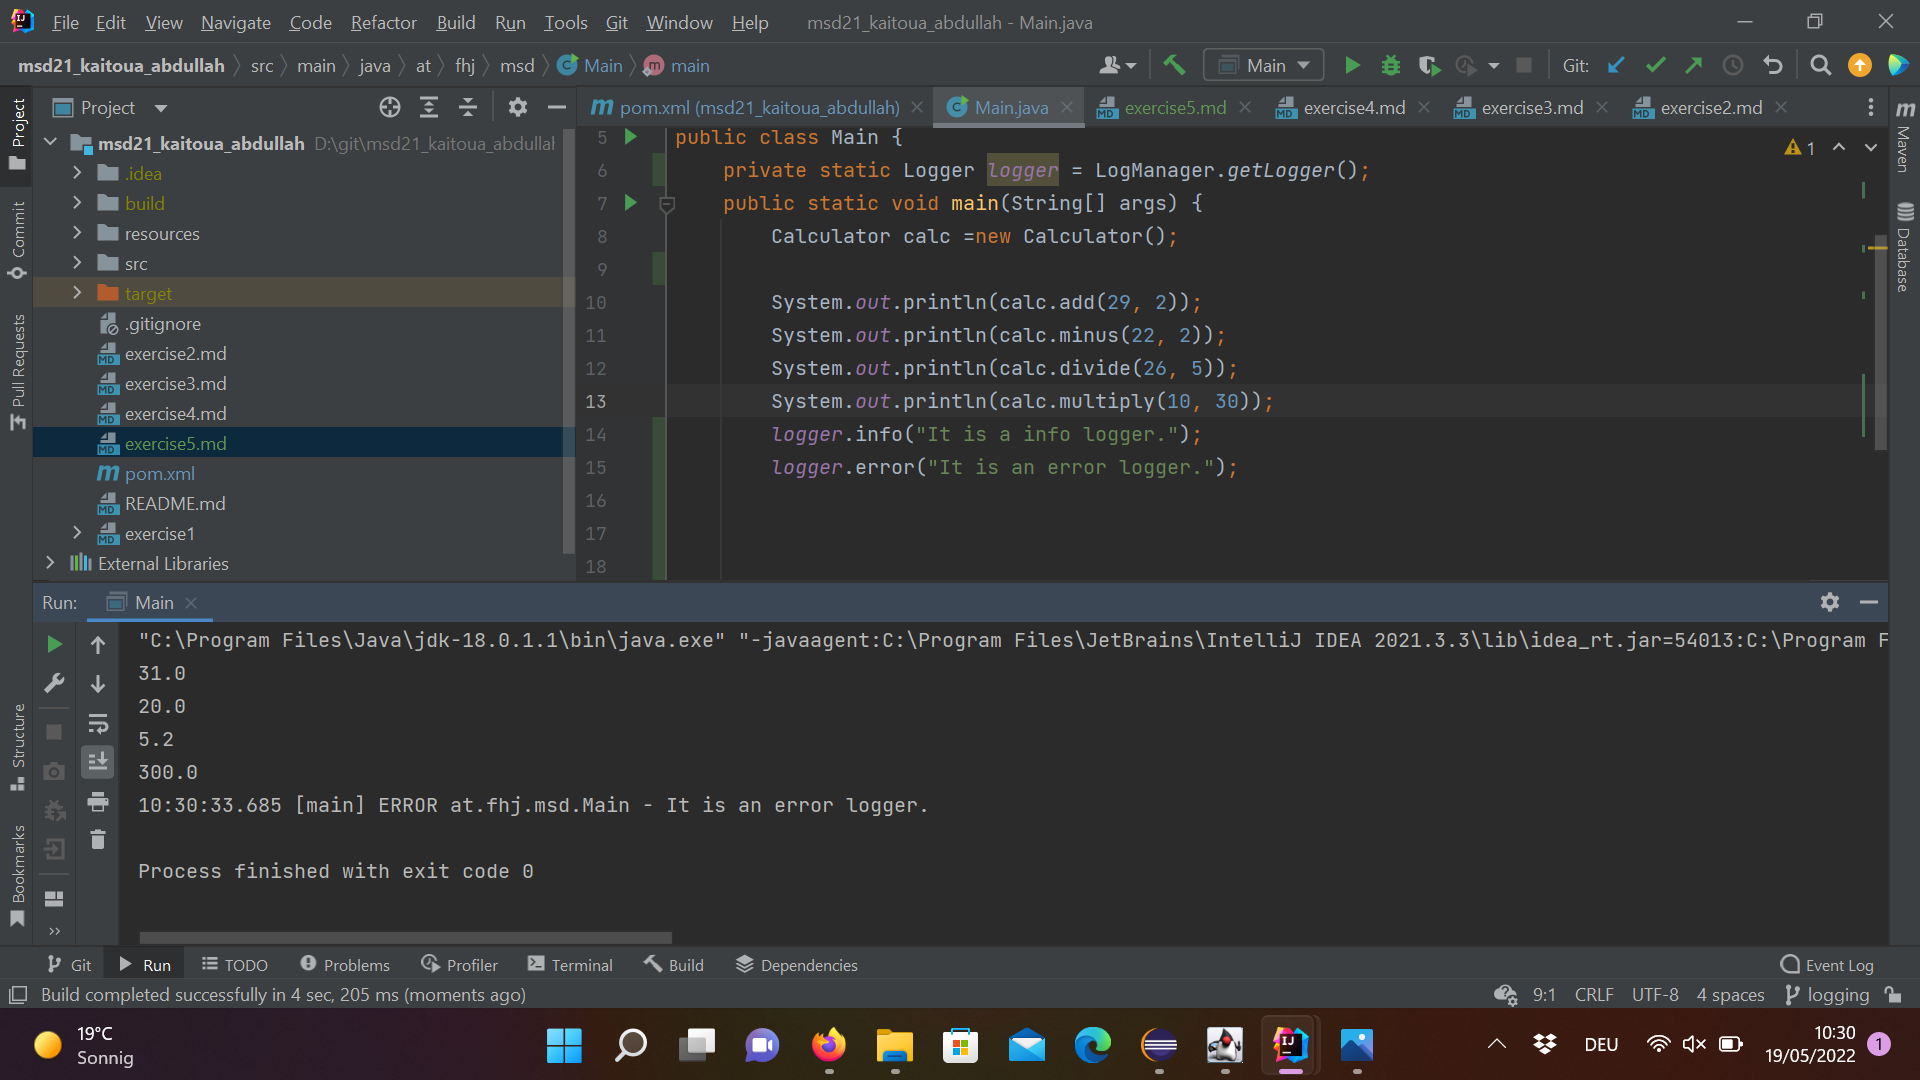 File Edit View Navigate Code Refactor Build Run Tools Git Window Help msd21_kaitoua_abdullah - Main.java
msd21_kaitoua_abdullah src main java at fhj msd Main main Main Git:
Project
pom.xml (msd21_kaitoua_abdullah) Main.java exercise5.md exercise4.md exercise3.md exercise2.md
msd21_kaitoua_abdullah D:\git\msd21_kaitoua_abdullah
.idea
build
resources
src
target
.gitignore
exercise2.md
exercise3.md
exercise4.md
exercise5.md
pom.xml
README.md
exercise1
External Libraries
5 public class Main {
6 private static Logger logger = LogManager.getLogger();
7 public static void main(String[] args) {
8 Calculator calc =new Calculator();
9
10 System.out.println(calc.add(29, 2));
11 System.out.println(calc.minus(22, 2));
12 System.out.println(calc.divide(26, 5));
13 System.out.println(calc.multiply(10, 30));
14 logger.info("It is a info logger.");
15 logger.error("It is an error logger.");
16
17
18
1
Project
Commit
Pull Requests
Structure
Bookmarks
Maven
Database
Run: Main
"C:\Program Files\Java\jdk-18.0.1.1\bin\java.exe" "-javaagent:C:\Program Files\JetBrains\IntelliJ IDEA 2021.3.3\lib\idea_rt.jar=54013:C:\Program F
31.0
20.0
5.2
300.0
10:30:33.685 [main] ERROR at.fhj.msd.Main - It is an error logger.
Process finished with exit code 0
Git Run TODO Problems Profiler Terminal Build Dependencies Event Log
Build completed successfully in 4 sec, 205 ms (moments ago) 9:1 CRLF UTF-8 4 spaces logging
19°C
Sonnig
DEU
10:30
19/05/2022
1